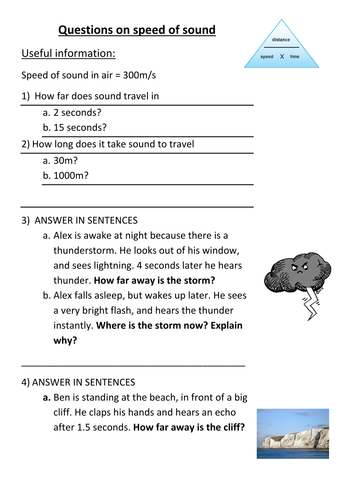 Questions on speed of sound
distance
speed X time
Useful information:
Speed of sound in air = 300m/s
1) How far does sound travel in
a. 2 seconds?
b. 15 seconds?
2) How long does it take sound to travel
a. 30m?
b. 1000m?
3) ANSWER IN SENTENCES
a. Alex is awake at night because there is a
thunderstorm. He looks out of his window,
and sees lightning. 4 seconds later he hears
thunder. How far away is the storm?
b. Alex falls asleep, but wakes up later. He sees
a very bright flash, and hears the thunder
instantly. Where is the storm now? Explain
why?
4) ANSWER IN SENTENCES
a. Ben is standing at the beach, in front of a big
cliff. He claps his hands and hears an echo
after 1.5 seconds. How far away is the cliff?